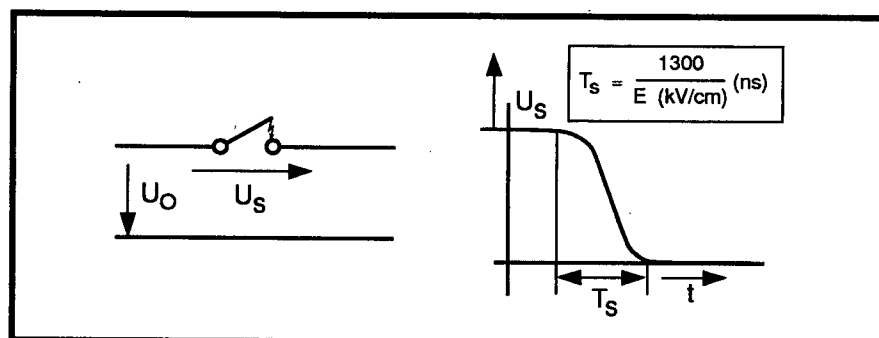 U_O
U_S
U_S
T_S = 1300 / E (kV/cm) (ns)
T_S
t